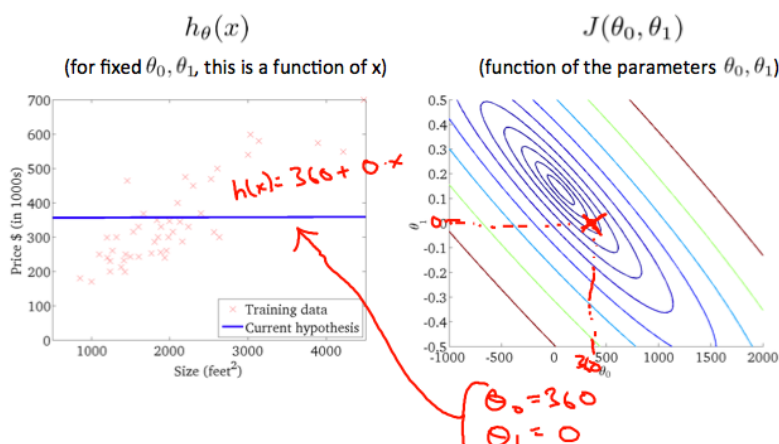 h_θ(x)
(for fixed θ₀, θ₁, this is a function of x)
700
600
500
400
300
200
100
0
Price $ (in 1000s)
h(x) = 360 + 0·x
Training data
Current hypothesis
1000 2000 3000 4000
Size (feet²)
J(θ₀, θ₁)
(function of the parameters θ₀, θ₁)
0.5
0.4
0.3
0.2
0.1
0
-0.1
-0.2
-0.3
-0.4
-0.5
θ₁
0
-1000 -500 0 500 1000 1500 2000
360
θ₀
θ₀ = 360
θ₁ = 0